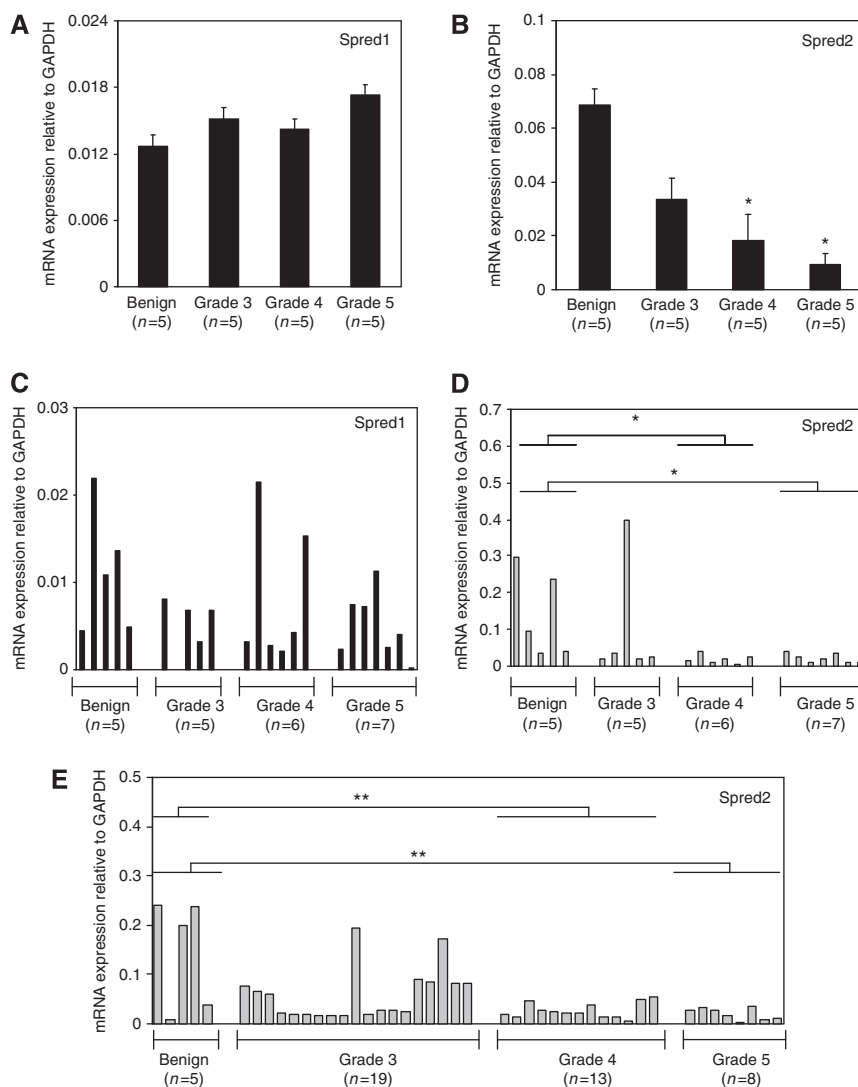 A
mRNA expression relative to GAPDH
0.024
0.018
0.012
0.006
0
Spred1
Benign Grade 3 Grade 4 Grade 5
(n=5) (n=5) (n=5) (n=5)
B
mRNA expression relative to GAPDH
0.1
0.08
0.06
0.04
0.02
0
Spred2
* *
Benign Grade 3 Grade 4 Grade 5
(n=5) (n=5) (n=5) (n=5)
C
mRNA expression relative to GAPDH
0.03
0.02
0.01
0
Spred1
Benign Grade 3 Grade 4 Grade 5
(n=5) (n=5) (n=6) (n=7)
D
mRNA expression relative to GAPDH
0.7
0.6
0.5
0.4
0.3
0.2
0.1
0
Spred2
*
*
Benign Grade 3 Grade 4 Grade 5
(n=5) (n=5) (n=6) (n=7)
E
mRNA expression relative to GAPDH
0.5
0.4
0.3
0.2
0.1
0
Spred2
**
**
Benign Grade 3 Grade 4 Grade 5
(n=5) (n=19) (n=13) (n=8)